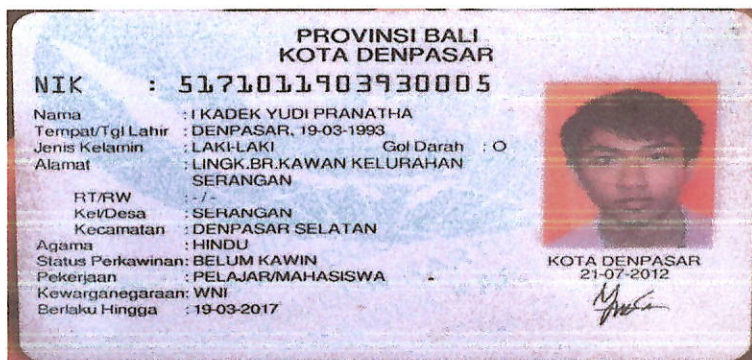 PROVINSI BALI
KOTA DENPASAR
NIK : 5171011903930005
Nama : I KADEK YUDI PRANATHA
Tempat/Tgl Lahir : DENPASAR, 19-03-1993
Jenis Kelamin : LAKI-LAKI Gol Darah : O
Alamat : LINGK.BR.KAWAN KELURAHAN
SERANGAN
RT/RW : -/-
Kel/Desa : SERANGAN
Kecamatan : DENPASAR SELATAN
Agama : HINDU
Status Perkawinan: BELUM KAWIN
Pekerjaan : PELAJAR/MAHASISWA
Kewarganegaraan: WNI
Berlaku Hingga : 19-03-2017
KOTA DENPASAR
21-07-2012